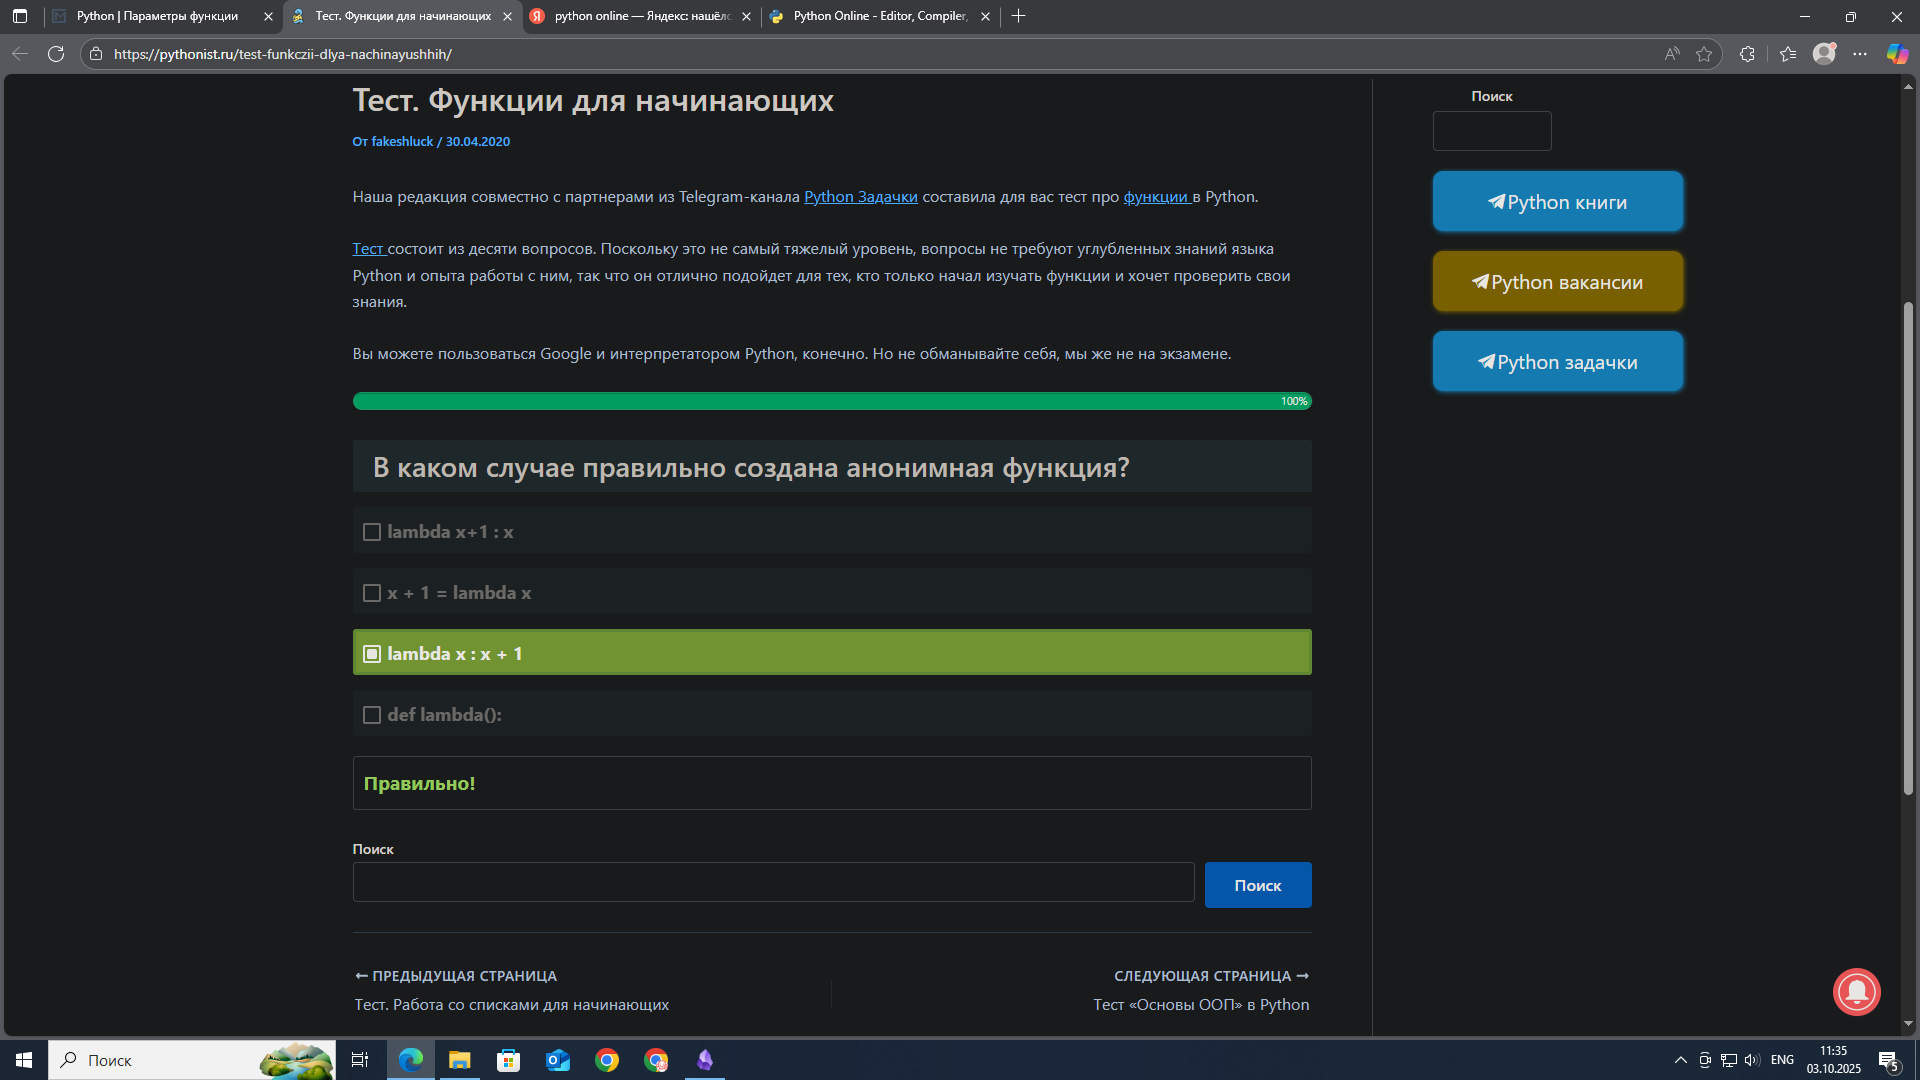 Python | Параметры функции
Тест. Функции для начинающих
python online — Яндекс: нашёлс
Python Online - Editor, Compiler,
https://pythonist.ru/test-funkczii-dlya-nachinayushhih/
Тест. Функции для начинающих
От fakeshluck / 30.04.2020
Наша редакция совместно с партнерами из Telegram-канала Python Задачки составила для вас тест про функции в Python.
Тест состоит из десяти вопросов. Поскольку это не самый тяжелый уровень, вопросы не требуют углубленных знаний языка
Python и опыта работы с ним, так что он отлично подойдет для тех, кто только начал изучать функции и хочет проверить свои
знания.
Вы можете пользоваться Google и интерпретатором Python, конечно. Но не обманывайте себя, мы же не на экзамене.
100%
В каком случае правильно создана анонимная функция?
lambda x+1 : x
x + 1 = lambda x
lambda x : x + 1
def lambda():
Правильно!
Поиск
Поиск
← ПРЕДЫДУЩАЯ СТРАНИЦА
Тест. Работа со списками для начинающих
СЛЕДУЮЩАЯ СТРАНИЦА →
Тест «Основы ООП» в Python
Поиск
Python книги
Python вакансии
Python задачки
Поиск
ENG
11:35
03.10.2025
5